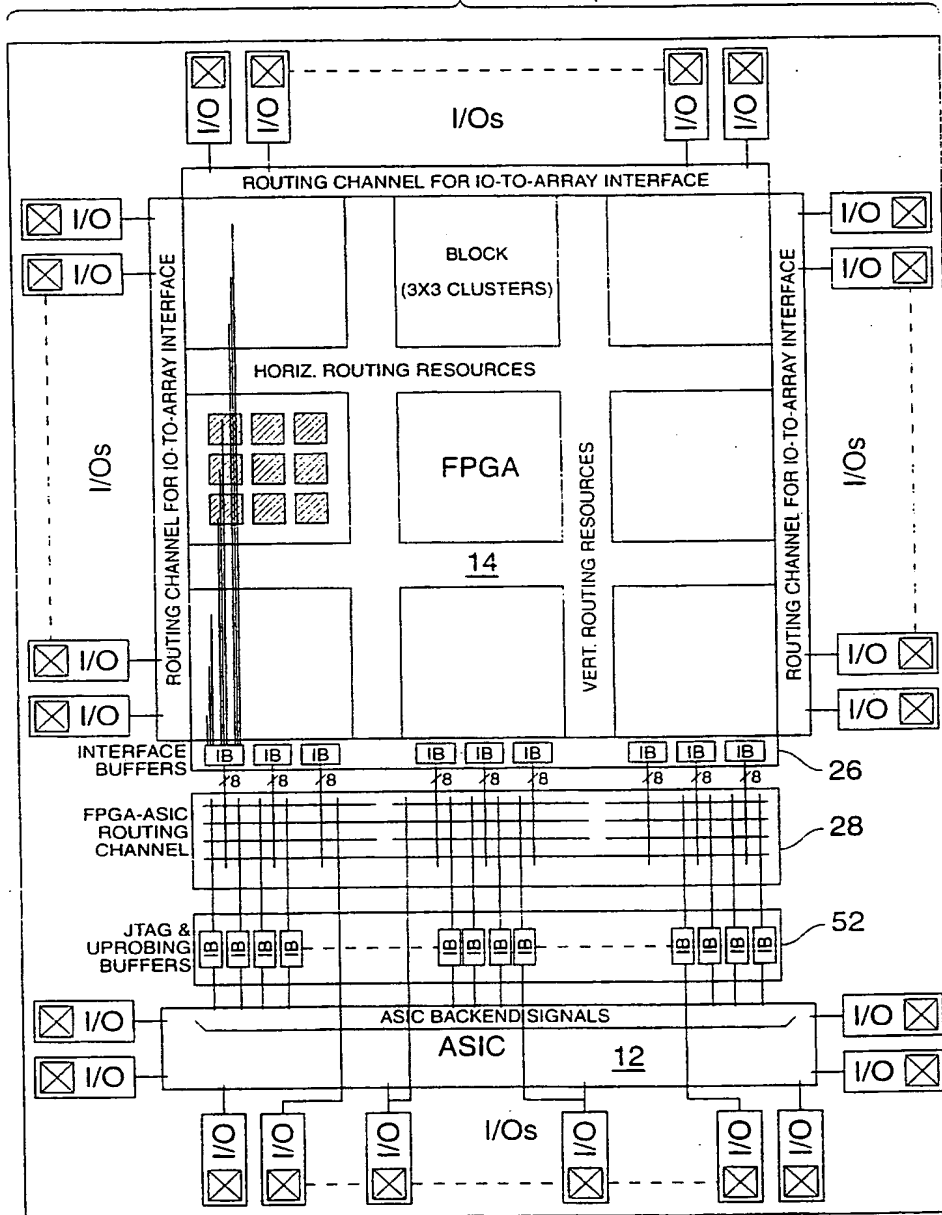 I/O I/O I/O I/O
I/Os
ROUTING CHANNEL FOR IO-TO-ARRAY INTERFACE
I/O
I/O
I/Os
I/O
I/O
ROUTING CHANNEL FOR IO-TO-ARRAY INTERFACE
BLOCK
(3X3 CLUSTERS)
HORIZ. ROUTING RESOURCES
FPGA
14
VERT. ROUTING RESOURCES
ROUTING CHANNEL FOR IO-TO-ARRAY INTERFACE
I/O
I/O
I/Os
I/O
I/O
INTERFACE
BUFFERS
IB IB IB IB IB IB IB IB IB
26
8 8 8 8 8 8 8 8 8
FPGA-ASIC
ROUTING
CHANNEL
28
JTAG &
UPROBING
BUFFERS
IB IB IB IB IB IB IB IB IB IB IB IB
52
ASIC BACKEND SIGNALS
ASIC
12
I/O
I/O
I/O
I/O
I/O I/O I/O I/O I/O I/O
I/Os